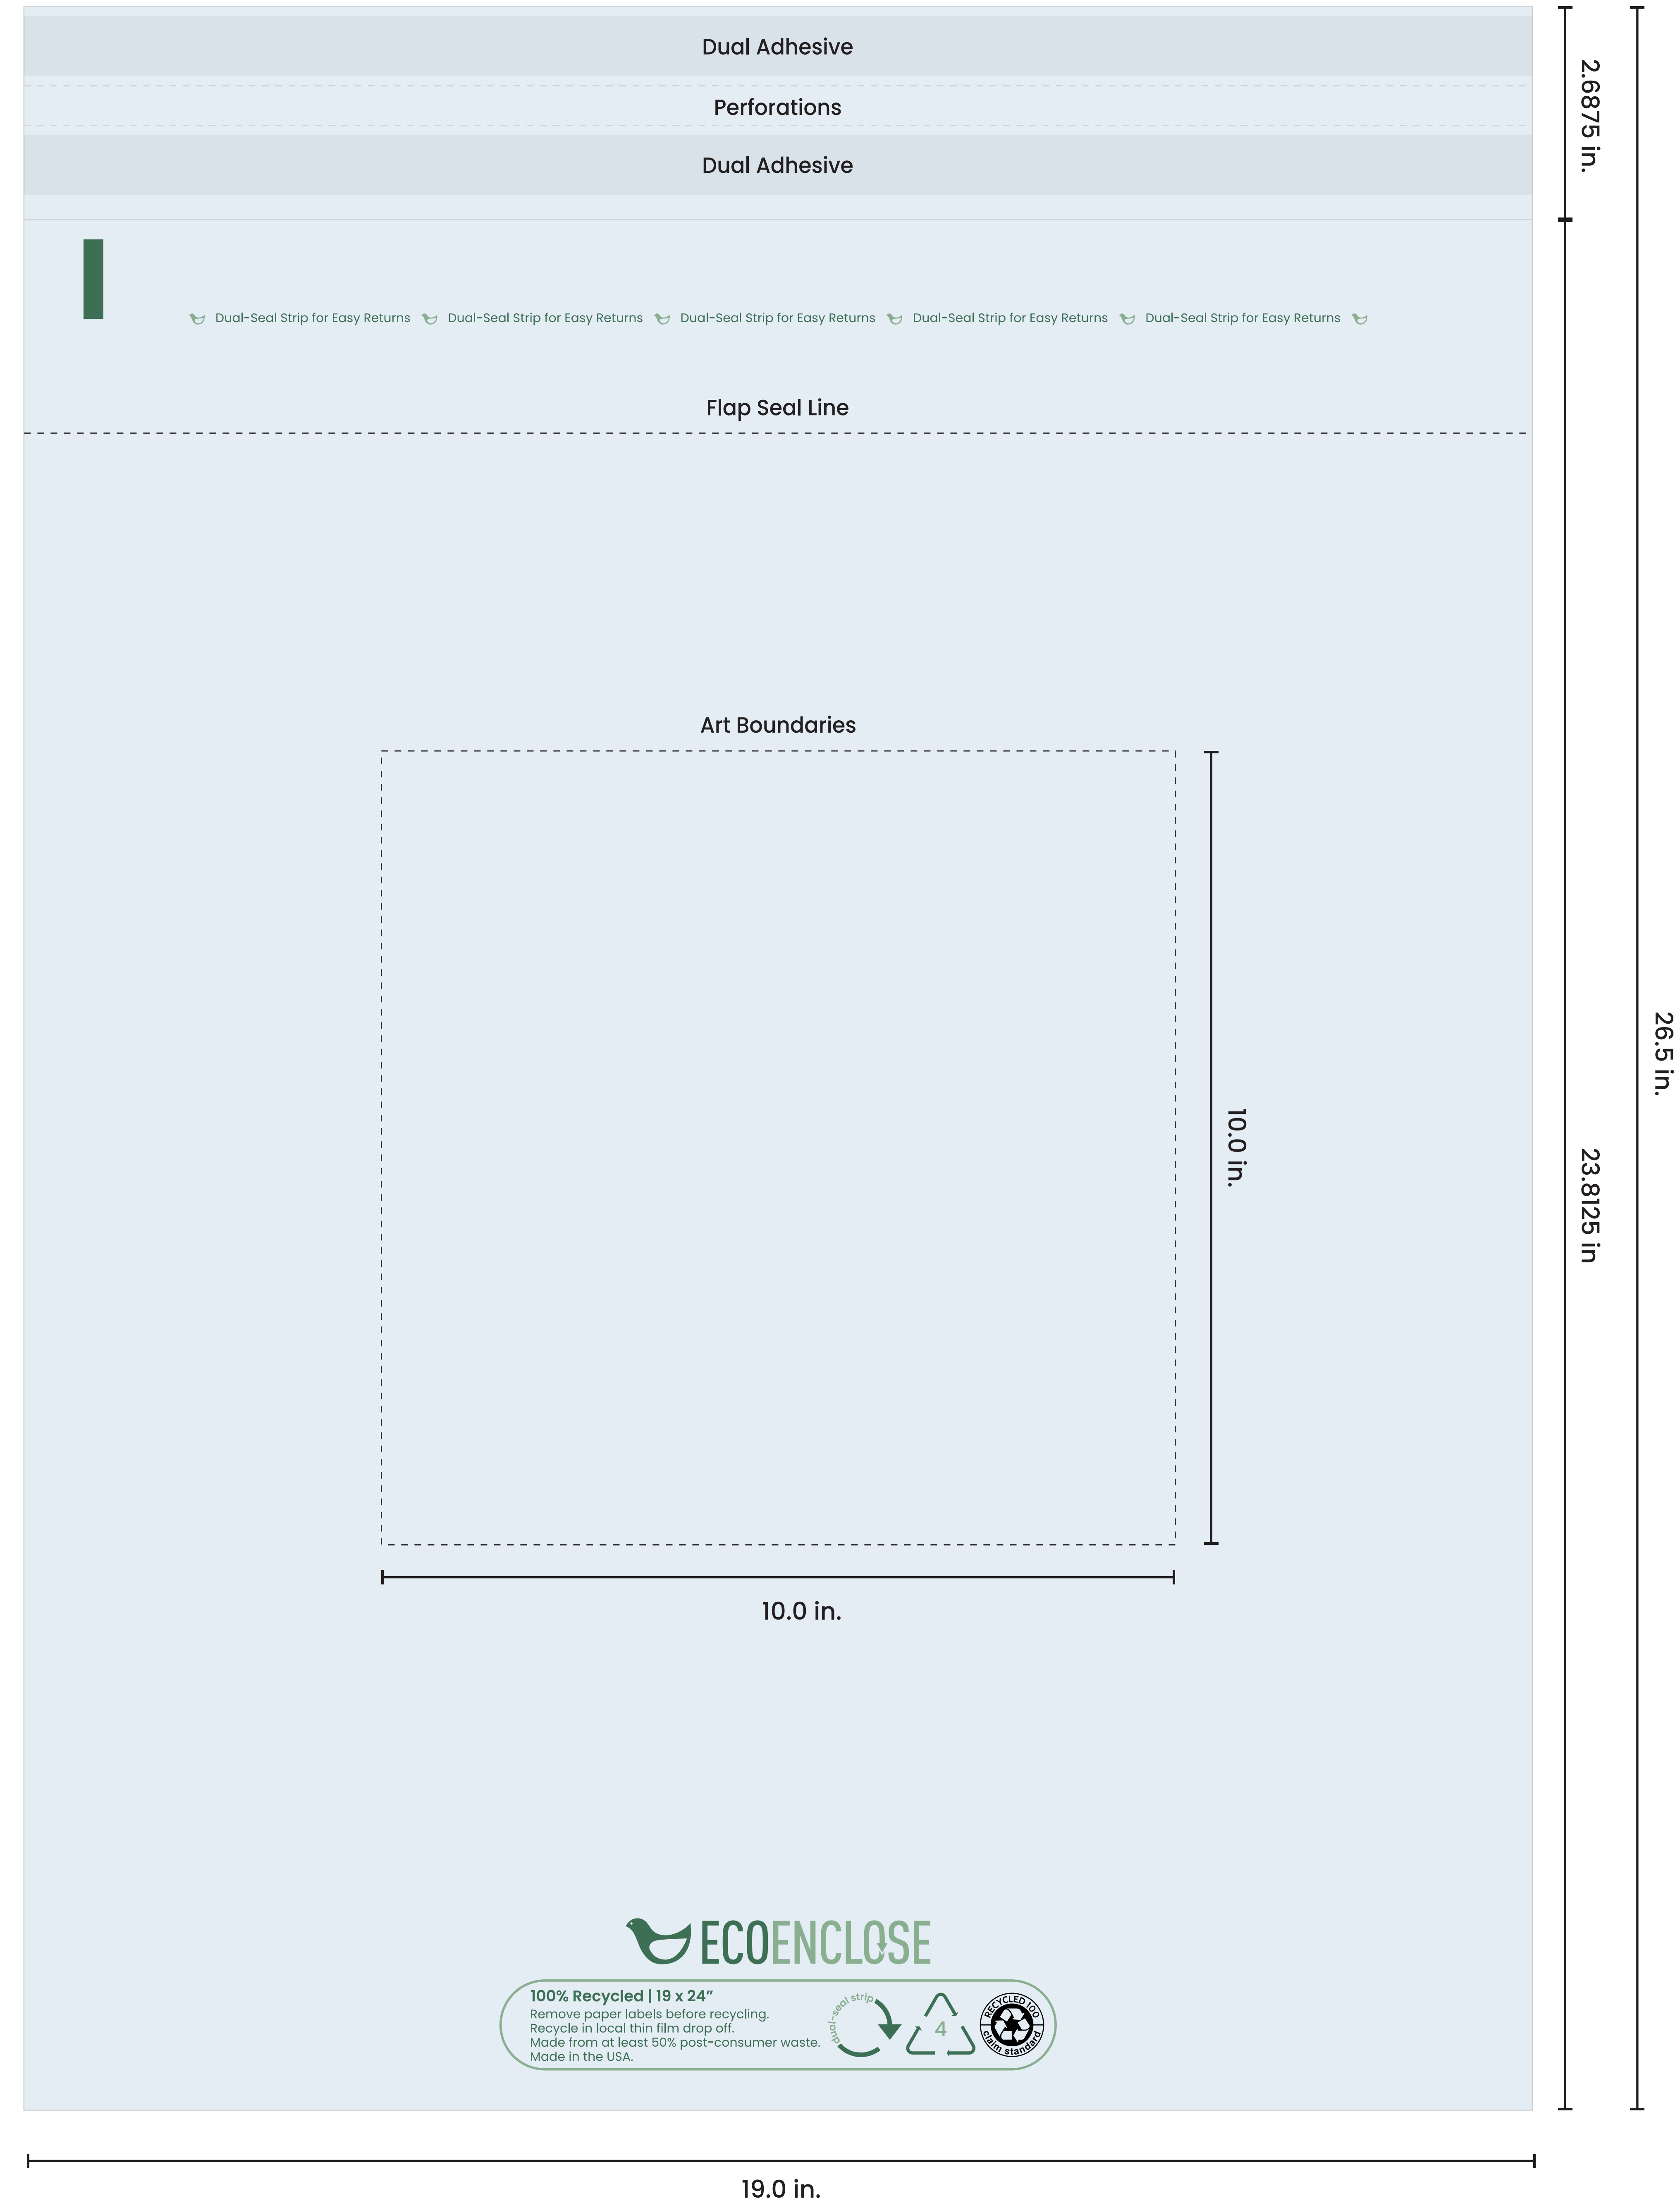 Dual Adhesive
Perforations
Dual Adhesive
2.6875 in.
Dual-Seal Strip for Easy Returns Dual-Seal Strip for Easy Returns Dual-Seal Strip for Easy Returns Dual-Seal Strip for Easy Returns Dual-Seal Strip for Easy Returns
Flap Seal Line
Art Boundaries
10.0 in.
26.5 in.
23.8125 in
10.0 in.
ECOENCLOSE
100% Recycled | 19 x 24”
Remove paper labels before recycling.
Recycle in local thin film drop off.
Made from at least 50% post-consumer waste.
Made in the USA.
dual-seal strip
4
RECYCLED 100
claim standard
19.0 in.